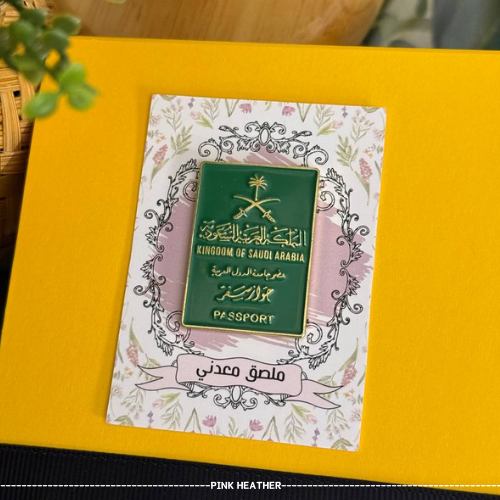 المملكة العربية السعودية
KINGDOM OF SAUDI ARABIA
عضو جامعة الدول العربية
جواز سفر
PASSPORT
ملصق معدني
PINK HEATHER